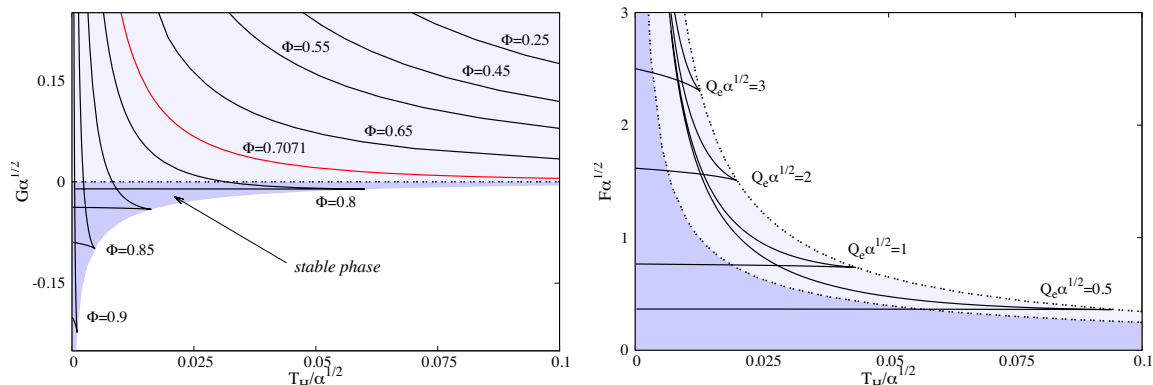 Gα^1/2
0.15
0
-0.15
Φ=0.25
Φ=0.55
Φ=0.45
Φ=0.65
Φ=0.7071
Φ=0.8
Φ=0.85
stable phase
Φ=0.9
0
0.025
0.05
0.075
0.1
T_H/α^1/2
Fα^1/2
3
2
1
0
Q_eα^1/2=3
Q_eα^1/2=2
Q_eα^1/2=1
Q_eα^1/2=0.5
0
0.025
0.05
0.075
0.1
T_H/α^1/2